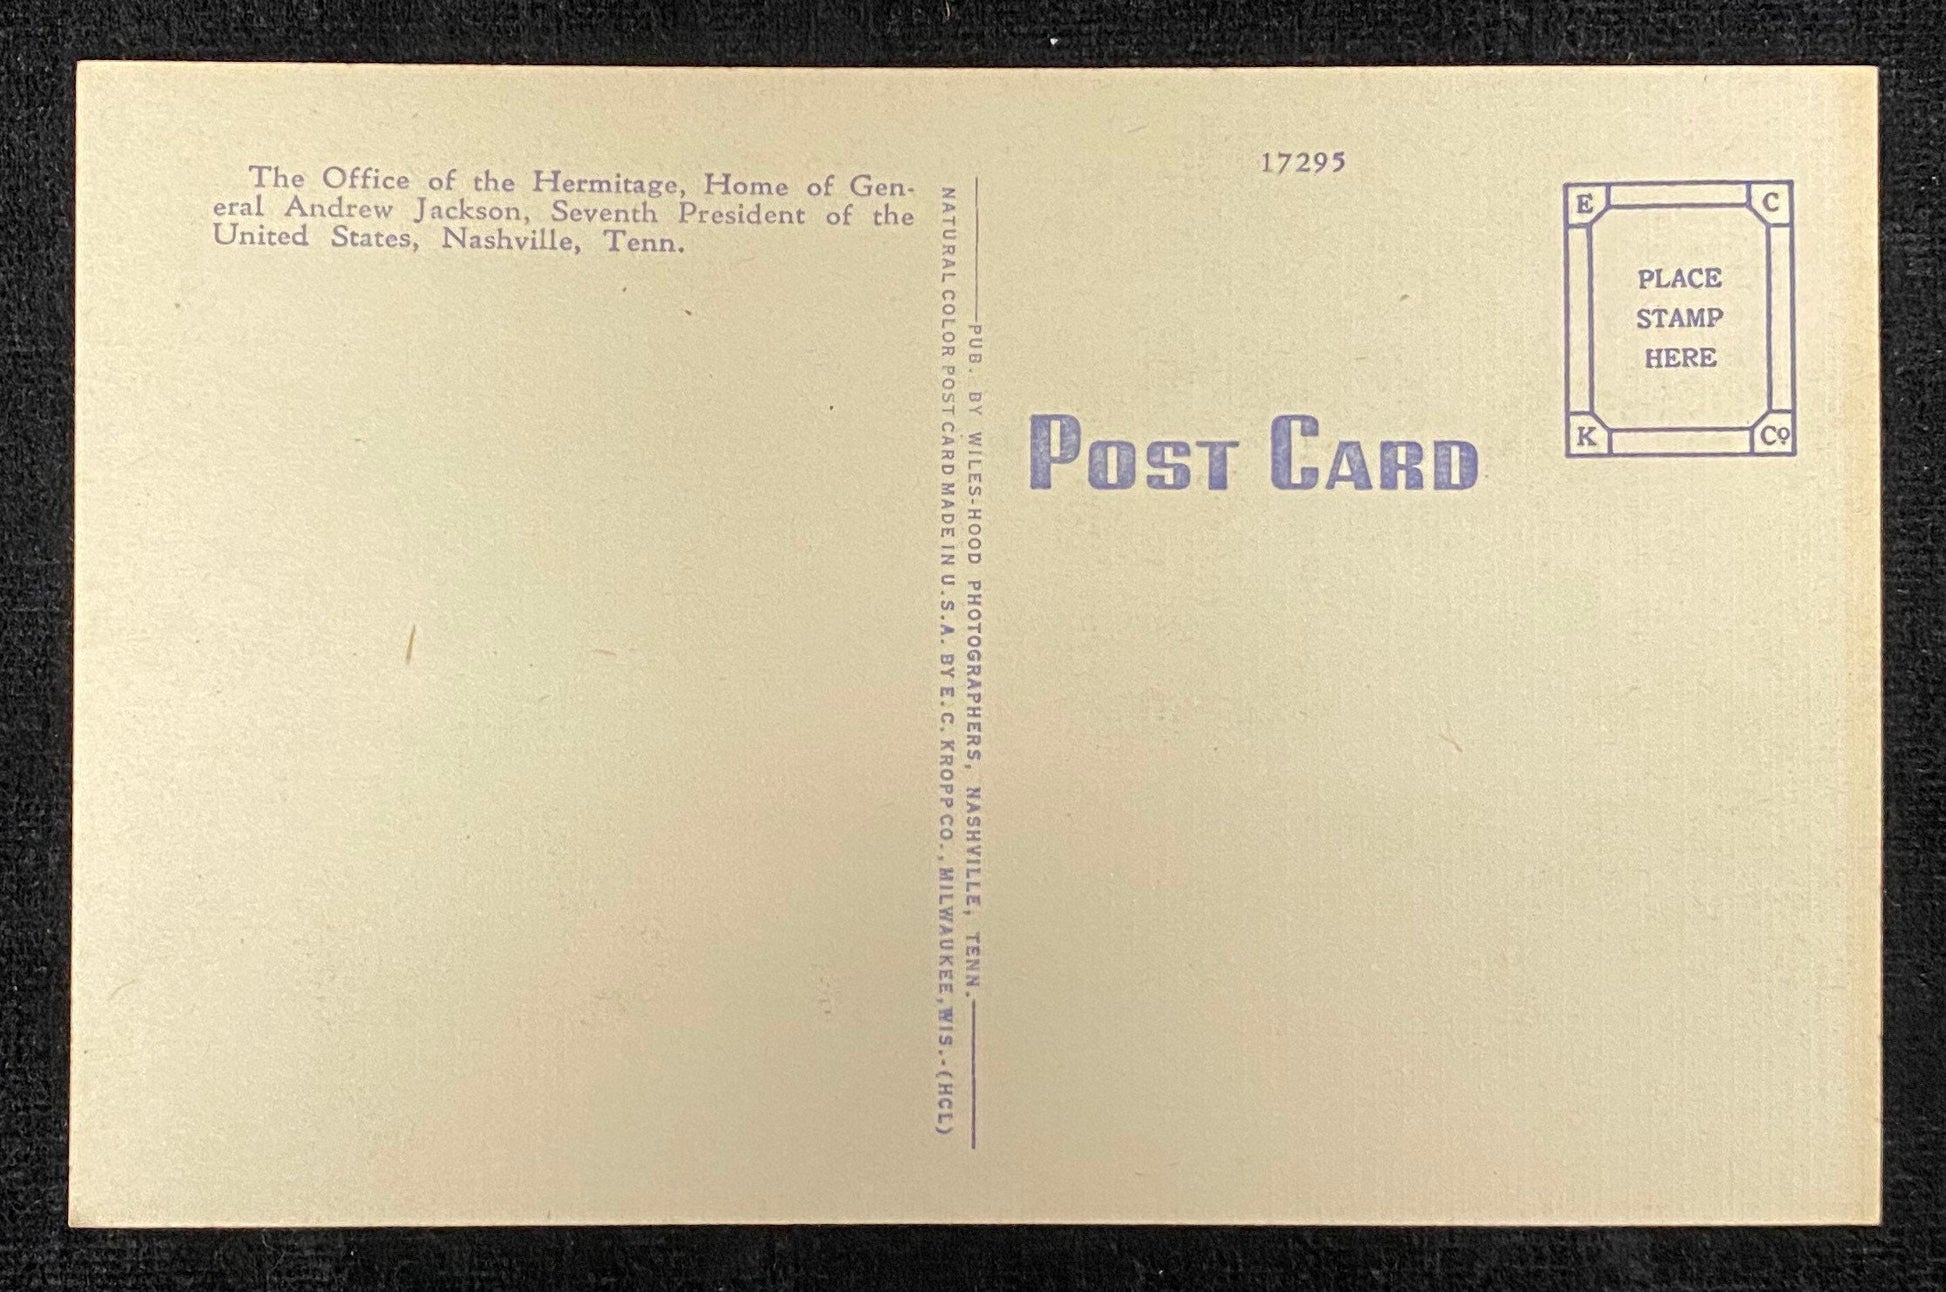 The Office of the Hermitage, Home of Gen-
eral Andrew Jackson, Seventh President of the
United States, Nashville, Tenn.
NATURAL COLOR POST CARD MADE IN U.S.A. BY E.C. KROPP CO., MILWAUKEE, WIS.-(HCL)
PUB. BY WILES-HOOD PHOTOGRAPHERS, NASHVILLE, TENN.
17295
POST CARD
E C
PLACE
STAMP
HERE
K Co